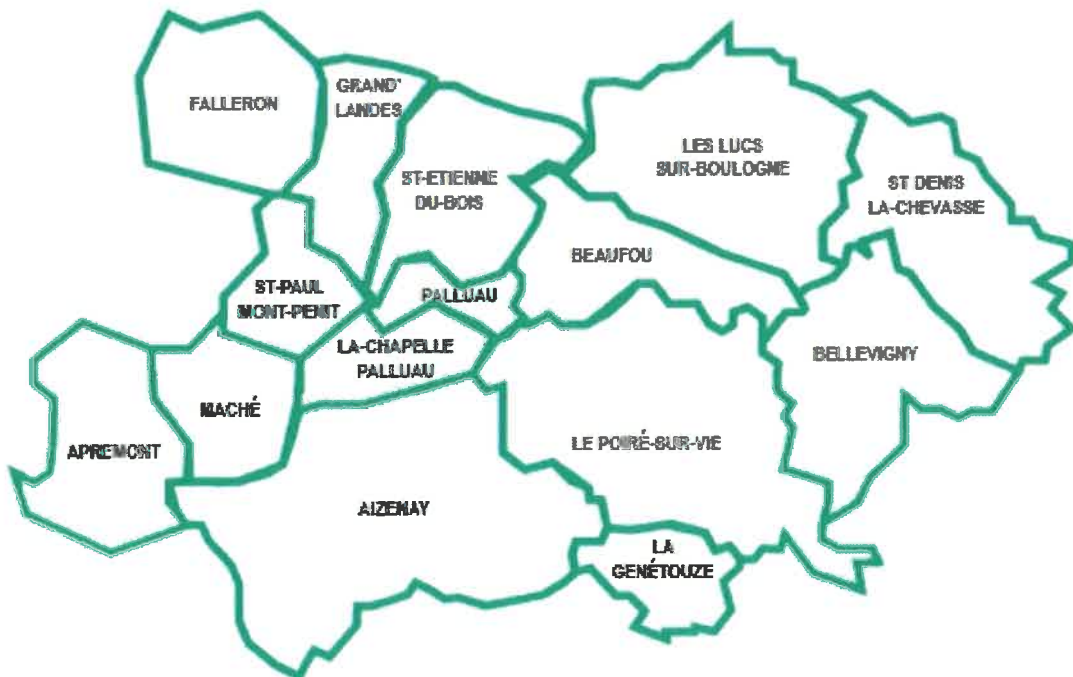 FALLERON
GRAND'
LANDES
ST-ETIENNE
DU-BOIS
LES LUCS
SUR-BOULOGNE
ST DENIS
LA-CHEVASSE
BEAUFOU
ST-PAUL
MONT-PENIT
PALLUAU
LA-CHAPELLE
PALLUAU
BELLEVIGNY
MACHÉ
APREMONT
LE POIRÉ-SUR-VIE
AIZENAY
LA
GENÉTOUZE